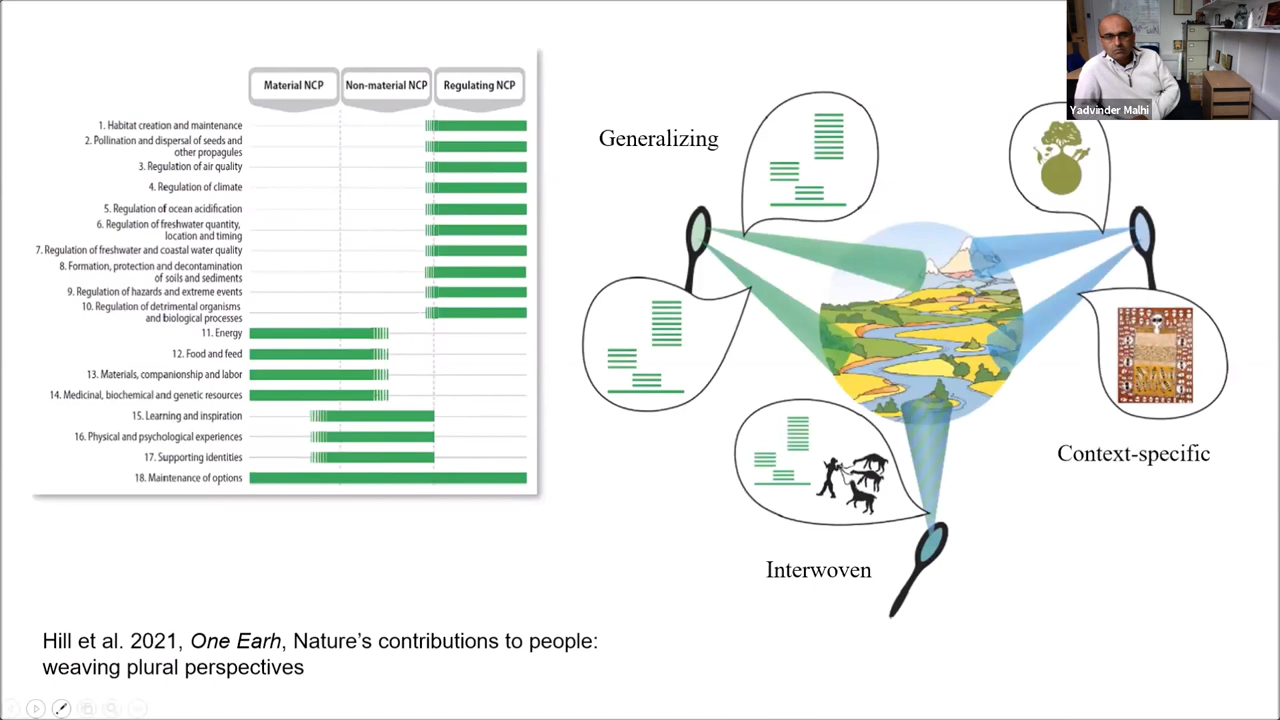 Material NCP
Non-material NCP
Regulating NCP
1. Habitat creation and maintenance
2. Pollination and dispersal of seeds and
other propagules
3. Regulation of air quality
4. Regulation of climate
5. Regulation of ocean acidification
6. Regulation of freshwater quantity,
location and timing
7. Regulation of freshwater and coastal water quality
8. Formation, protection and decontamination
of soils and sediments
9. Regulation of hazards and extreme events
10. Regulation of detrimental organisms
and biological processes
11. Energy
12. Food and feed
13. Materials, companionship and labor
14. Medicinal, biochemical and genetic resources
15. Learning and inspiration
16. Physical and psychological experiences
17. Supporting identities
18. Maintenance of options
Generalizing
Yadvinder Malhi
Context-specific
Interwoven
Hill et al. 2021, One Earh, Nature's contributions to people:
weaving plural perspectives